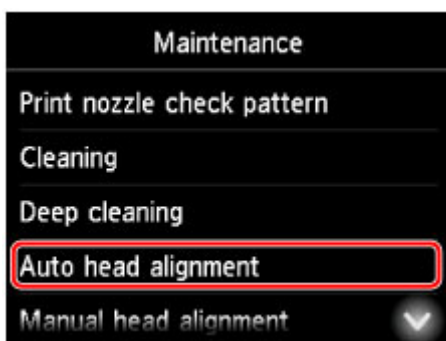 Maintenance
Print nozzle check pattern
Cleaning
Deep cleaning
Auto head alignment
Manual head alignment